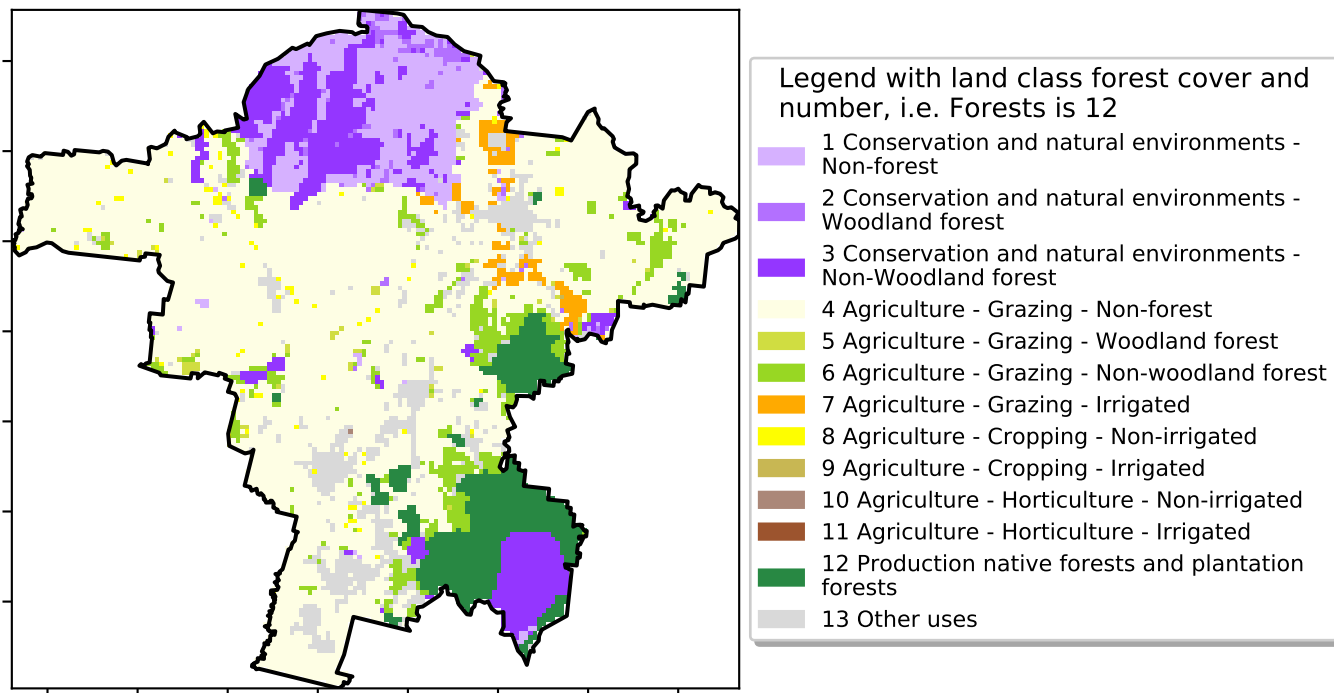 Legend with land class forest cover and
number, i.e. Forests is 12
1 Conservation and natural environments -
Non-forest
2 Conservation and natural environments -
Woodland forest
3 Conservation and natural environments -
Non-Woodland forest
4 Agriculture - Grazing - Non-forest
5 Agriculture - Grazing - Woodland forest
6 Agriculture - Grazing - Non-woodland forest
7 Agriculture - Grazing - Irrigated
8 Agriculture - Cropping - Non-irrigated
9 Agriculture - Cropping - Irrigated
10 Agriculture - Horticulture - Non-irrigated
11 Agriculture - Horticulture - Irrigated
12 Production native forests and plantation
forests
13 Other uses